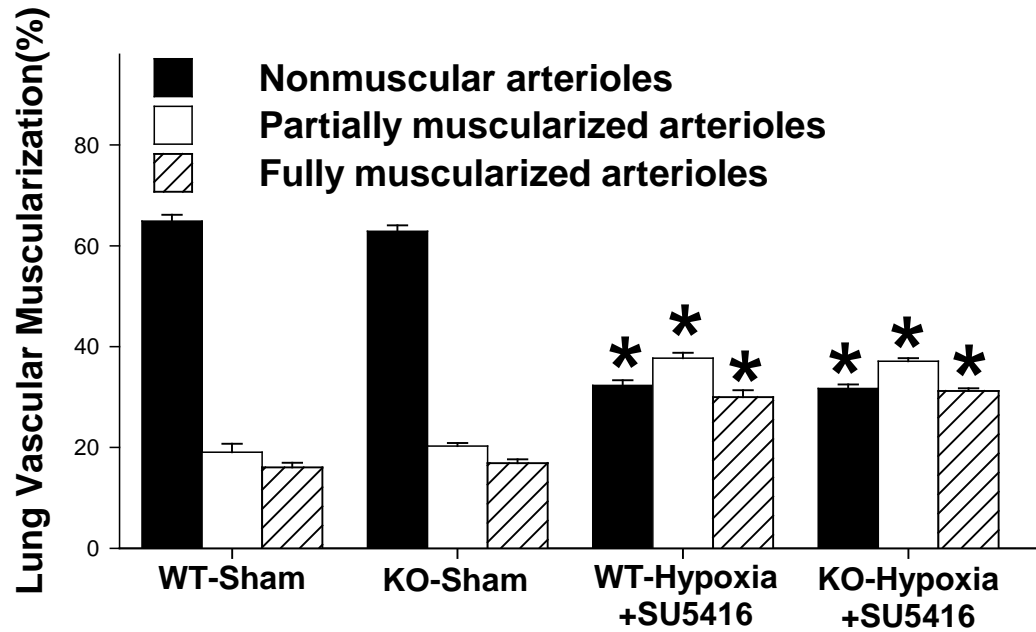 Lung Vascular Muscularization(%)
Nonmuscular arterioles
Partially muscularized arterioles
Fully muscularized arterioles
80
60
40
20
0
* * *
* * *
WT-Sham
KO-Sham
WT-Hypoxia
+SU5416
KO-Hypoxia
+SU5416